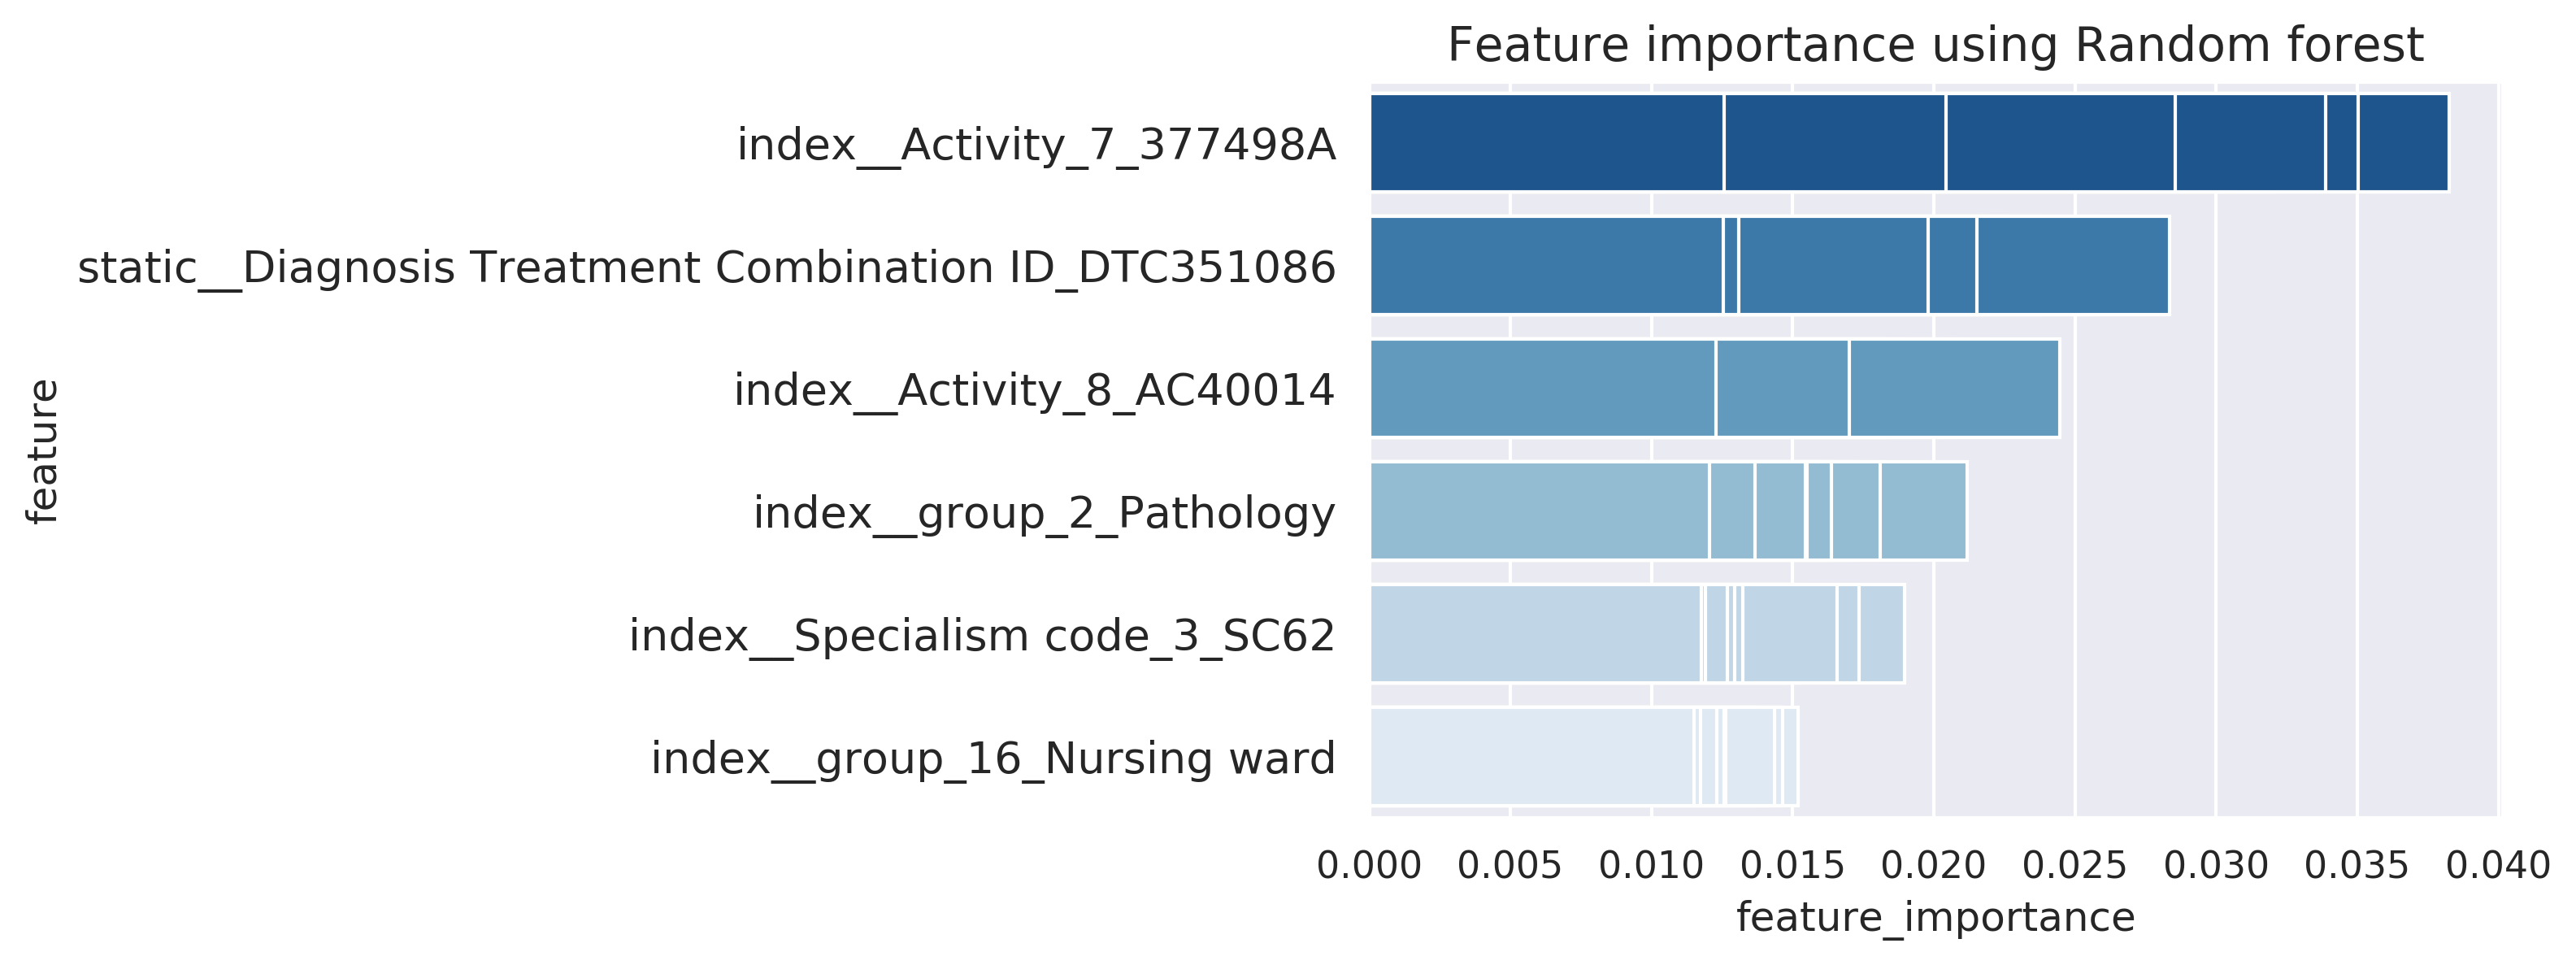 Feature importance using Random forest
index__Activity_7_377498A
static__Diagnosis Treatment Combination ID_DTC351086
index__Activity_8_AC40014
index__group_2_Pathology
index__Specialism code_3_SC62
index__group_16_Nursing ward
feature
0.000 0.005 0.010 0.015 0.020 0.025 0.030 0.035 0.040
feature_importance